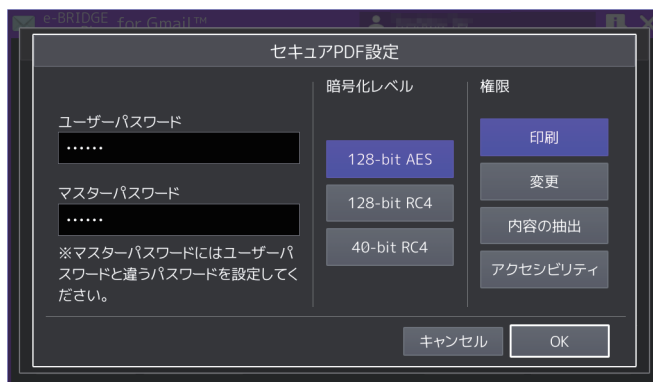 e-BRIDGE for Gmail™
セキュアPDF設定
ユーザーパスワード
••••••
マスターパスワード
••••••
※マスターパスワードにはユーザーパ
スワードと違うパスワードを設定してく
ださい。
暗号化レベル
128-bit AES
128-bit RC4
40-bit RC4
権限
印刷
変更
内容の抽出
アクセシビリティ
キャンセル
OK